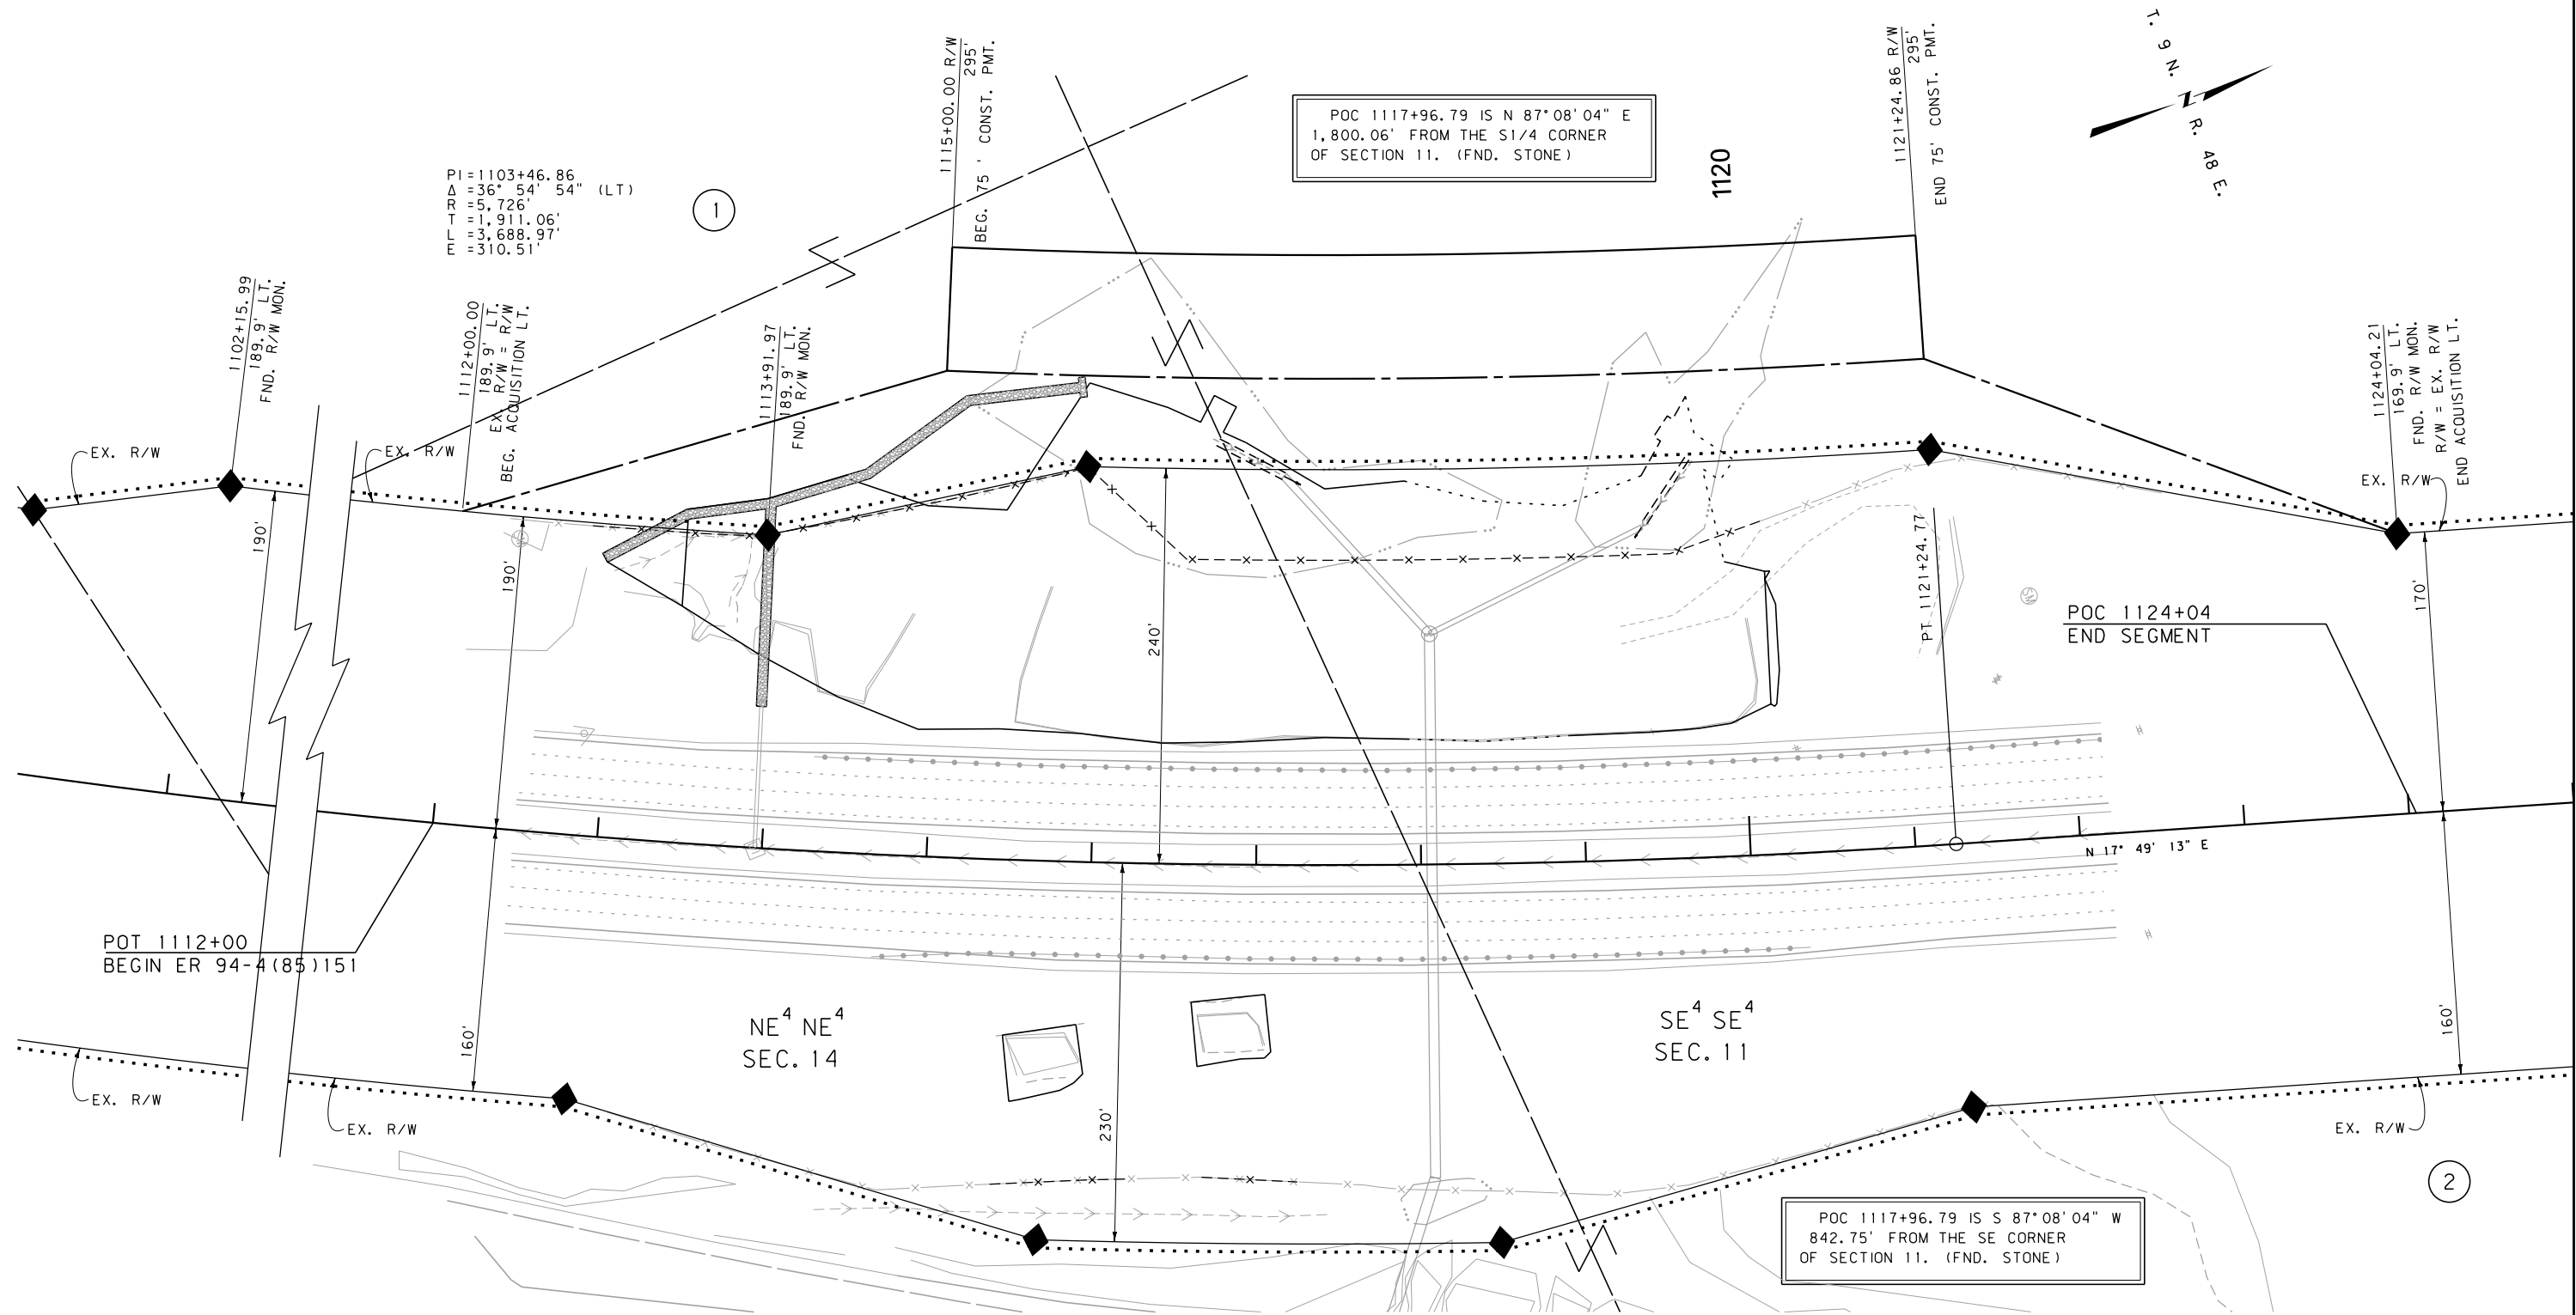 1115+00.00 R/W
295'
BEG. 75 ' CONST. PMT.
1121+24.86 R/W
295'
END 75' CONST. PMT.
T. 9 N.
Z
R. 48 E.
POC 1117+96.79 IS N 87°08'04" E
1,800.06' FROM THE S1/4 CORNER
OF SECTION 11. (FND. STONE)
1120
PI=1103+46.86
Δ =36° 54' 54" (LT)
R =5,726'
T =1,911.06'
L =3,688.97'
E =310.51'
1
1102+15.99
189.9' LT.
FND. R/W MON.
1112+00.00
189.9' LT.
EX. R/W = R/W
BEG. ACQUISITION LT.
1113+91.97
189.9' LT.
FND. R/W MON.
1124+04.21
169.9' LT.
FND. R/W MON.
R/W = EX. R/W
END ACQUISITION LT.
EX. R/W
EX. R/W
EX. R/W
190'
190'
240'
PT 1121+24.77
170'
POC 1124+04
END SEGMENT
N 17° 49' 13" E
POT 1112+00
BEGIN ER 94-4(85)151
NE4 NE4
SEC. 14
SE4 SE4
SEC. 11
160'
230'
160'
EX. R/W
EX. R/W
EX. R/W
2
POC 1117+96.79 IS S 87°08'04" W
842.75' FROM THE SE CORNER
OF SECTION 11. (FND. STONE)